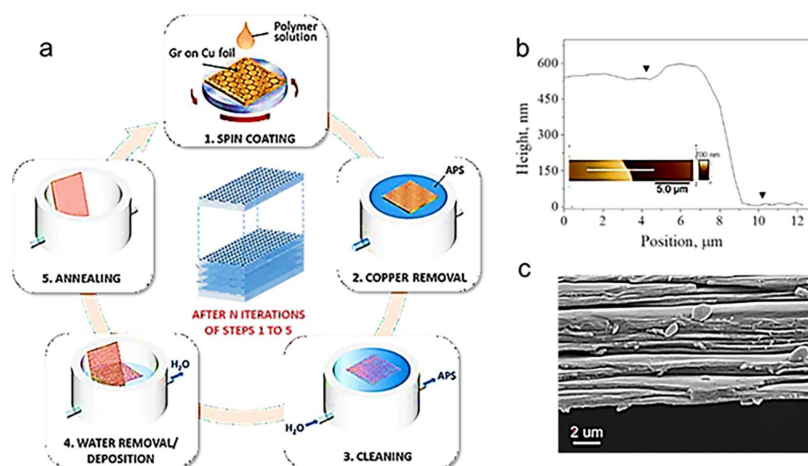 a
Polymer
solution
Gr on Cu foil
1. SPIN COATING
APS
2. COPPER REMOVAL
5. ANNEALING
AFTER N ITERATIONS
OF STEPS 1 TO 5
H₂O
4. WATER REMOVAL/
DEPOSITION
APS
H₂O
3. CLEANING
b
Height, nm
600
450
300
150
0
700 nm
5.0 µm
0 2 4 6 8 10 12
Position, µm
c
2 um